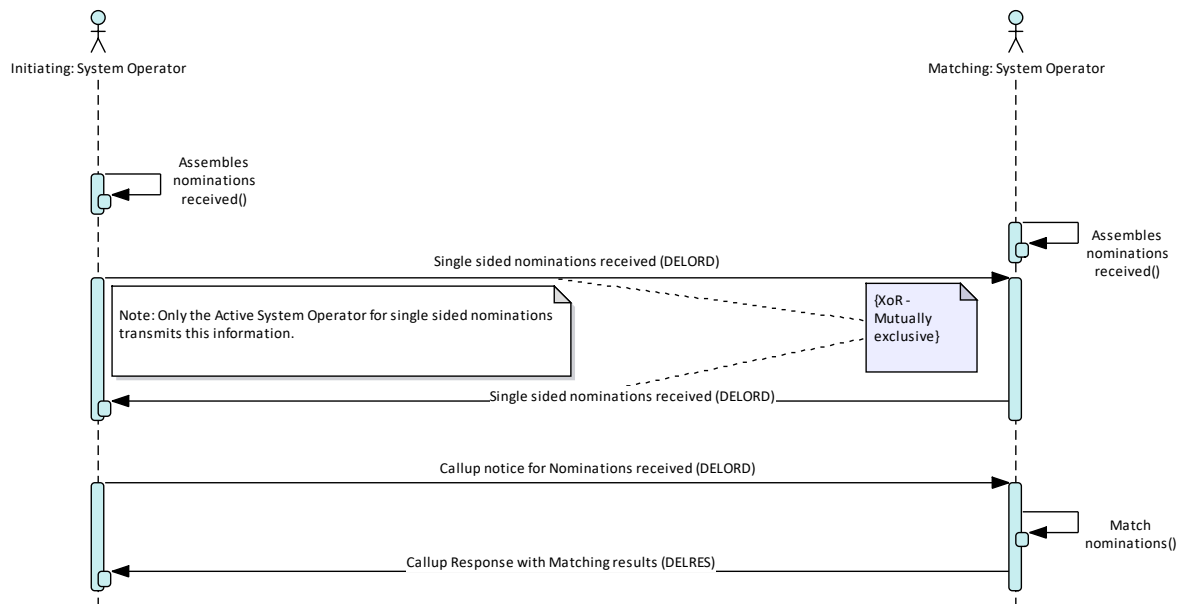 Initiating: System Operator
Matching: System Operator
Assembles
nominations
received()
Assembles
nominations
received()
Single sided nominations received (DELORD)
Note: Only the Active System Operator for single sided nominations
transmits this information.
{XoR -
Mutually
exclusive}
Single sided nominations received (DELORD)
Callup notice for Nominations received (DELORD)
Match
nominations()
Callup Response with Matching results (DELRES)